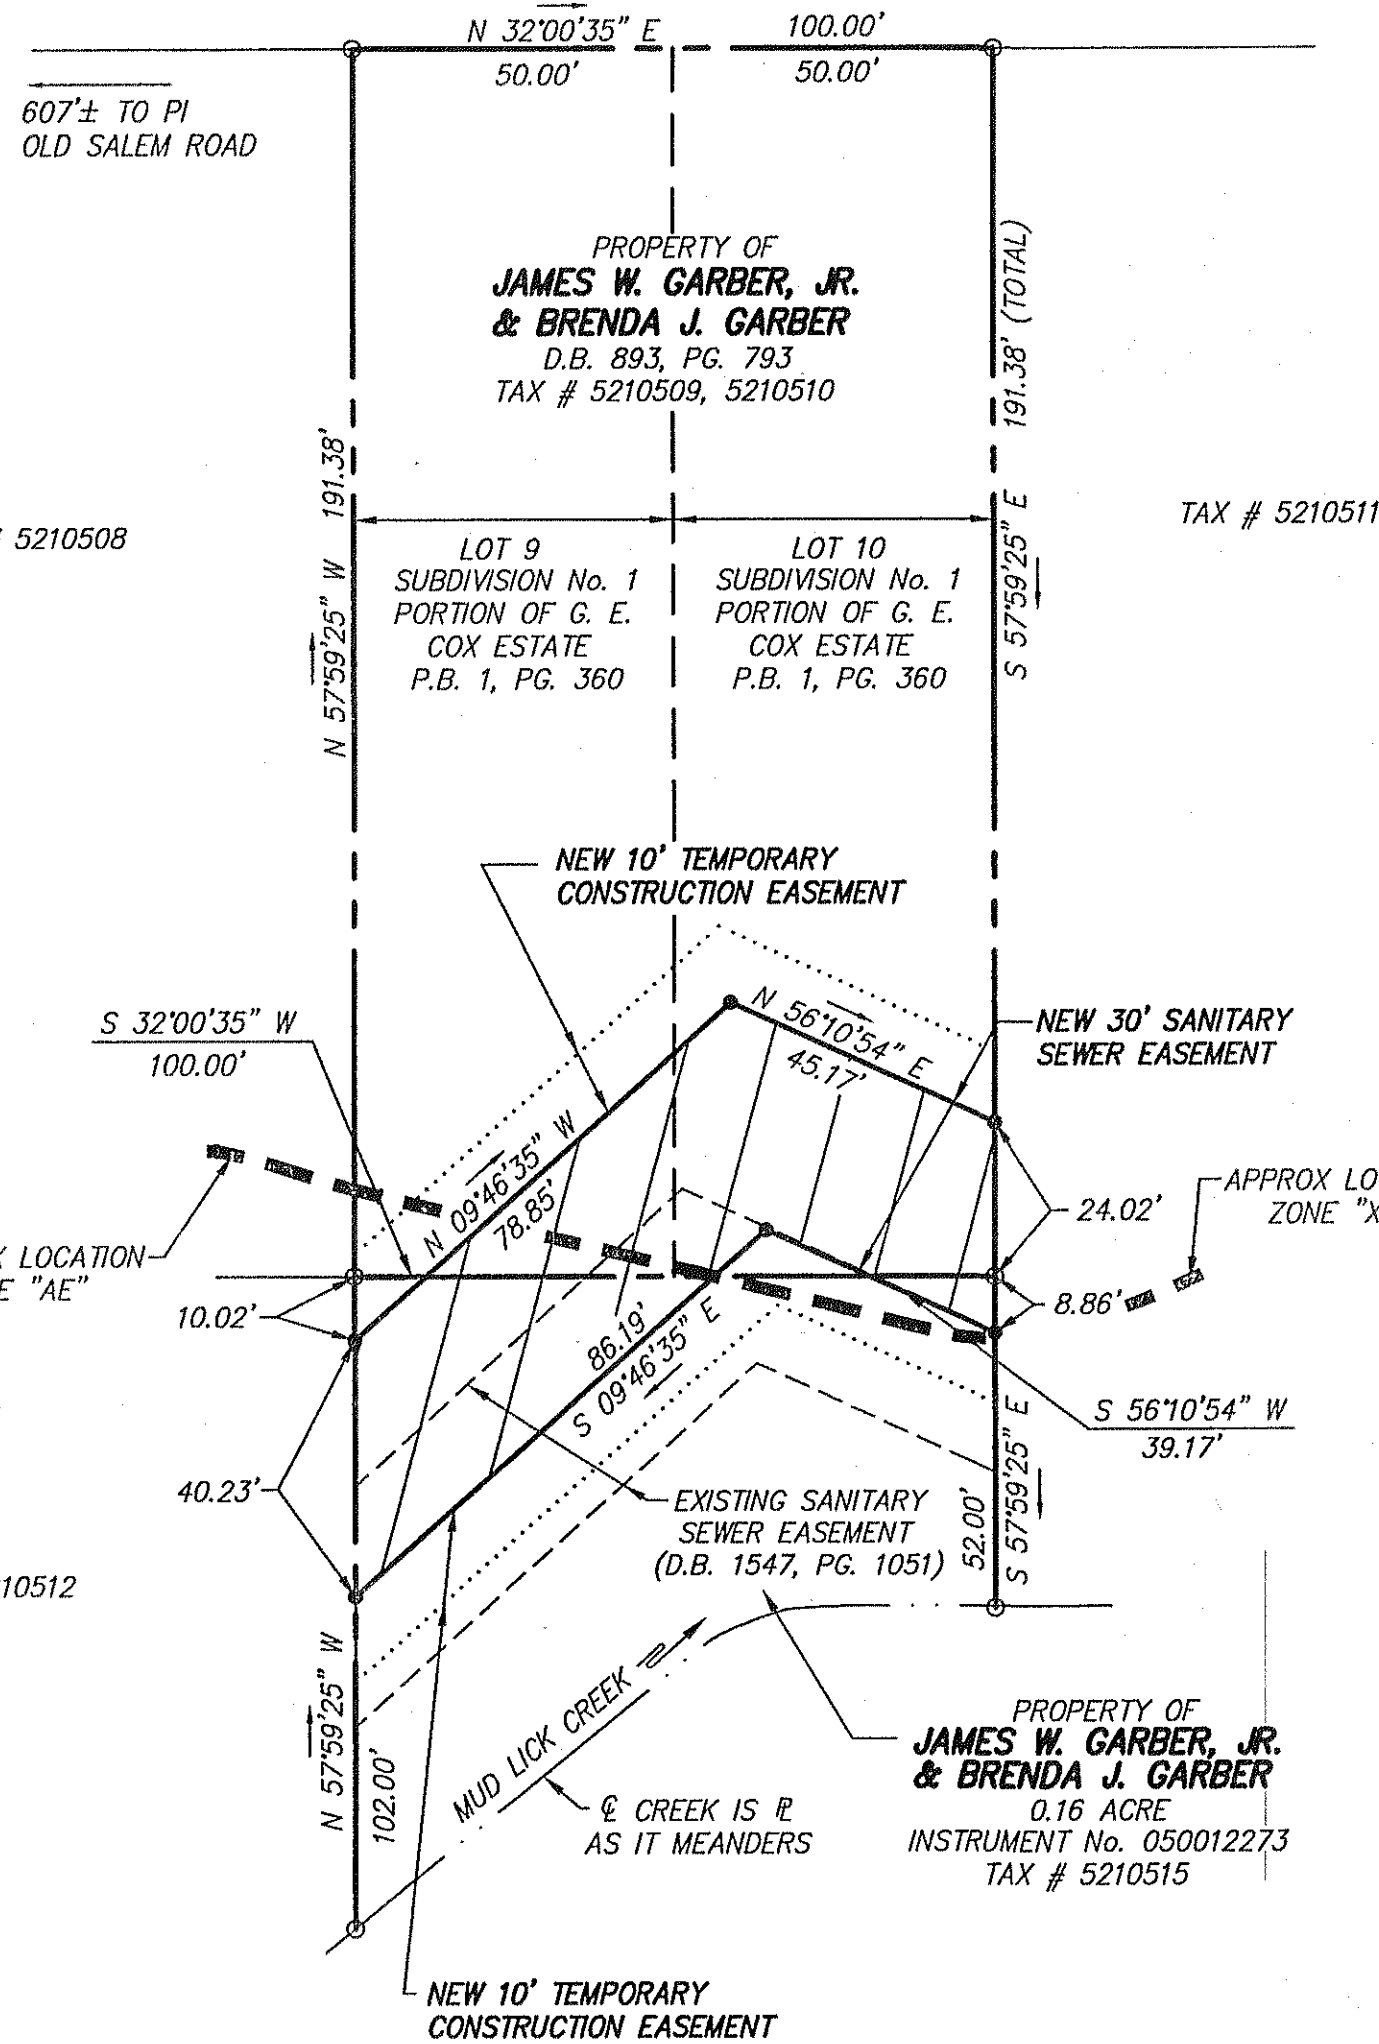 N 32°00'35" E
100.00'
50.00'
50.00'
607'± TO PI
OLD SALEM ROAD
PROPERTY OF
JAMES W. GARBER, JR.
& BRENDA J. GARBER
D.B. 893, PG. 793
TAX # 5210509, 5210510
S 57°59'25" E 191.38' (TOTAL)
N 57°59'25" W 191.38'
5210508
TAX # 5210511
LOT 9
SUBDIVISION No. 1
PORTION OF G. E.
COX ESTATE
P.B. 1, PG. 360
LOT 10
SUBDIVISION No. 1
PORTION OF G. E.
COX ESTATE
P.B. 1, PG. 360
NEW 10' TEMPORARY
CONSTRUCTION EASEMENT
S 32°00'35" W
100.00'
N 56°10'54" E
45.17'
NEW 30' SANITARY
SEWER EASEMENT
N 09°46'35" W
78.85'
24.02'
APPROX LO
ZONE "X
X LOCATION
E "AE"
10.02'
8.86'
86.19'
S 09°46'35" E
S 56°10'54" W
39.17'
40.23'
EXISTING SANITARY
SEWER EASEMENT
(D.B. 1547, PG. 1051)
52.00'
S 57°59'25" E
10512
N 57°59'25" W
102.00'
MUD LICK CREEK
℄ CREEK IS ⅊
AS IT MEANDERS
PROPERTY OF
JAMES W. GARBER, JR.
& BRENDA J. GARBER
0.16 ACRE
INSTRUMENT No. 050012273
TAX # 5210515
NEW 10' TEMPORARY
CONSTRUCTION EASEMENT